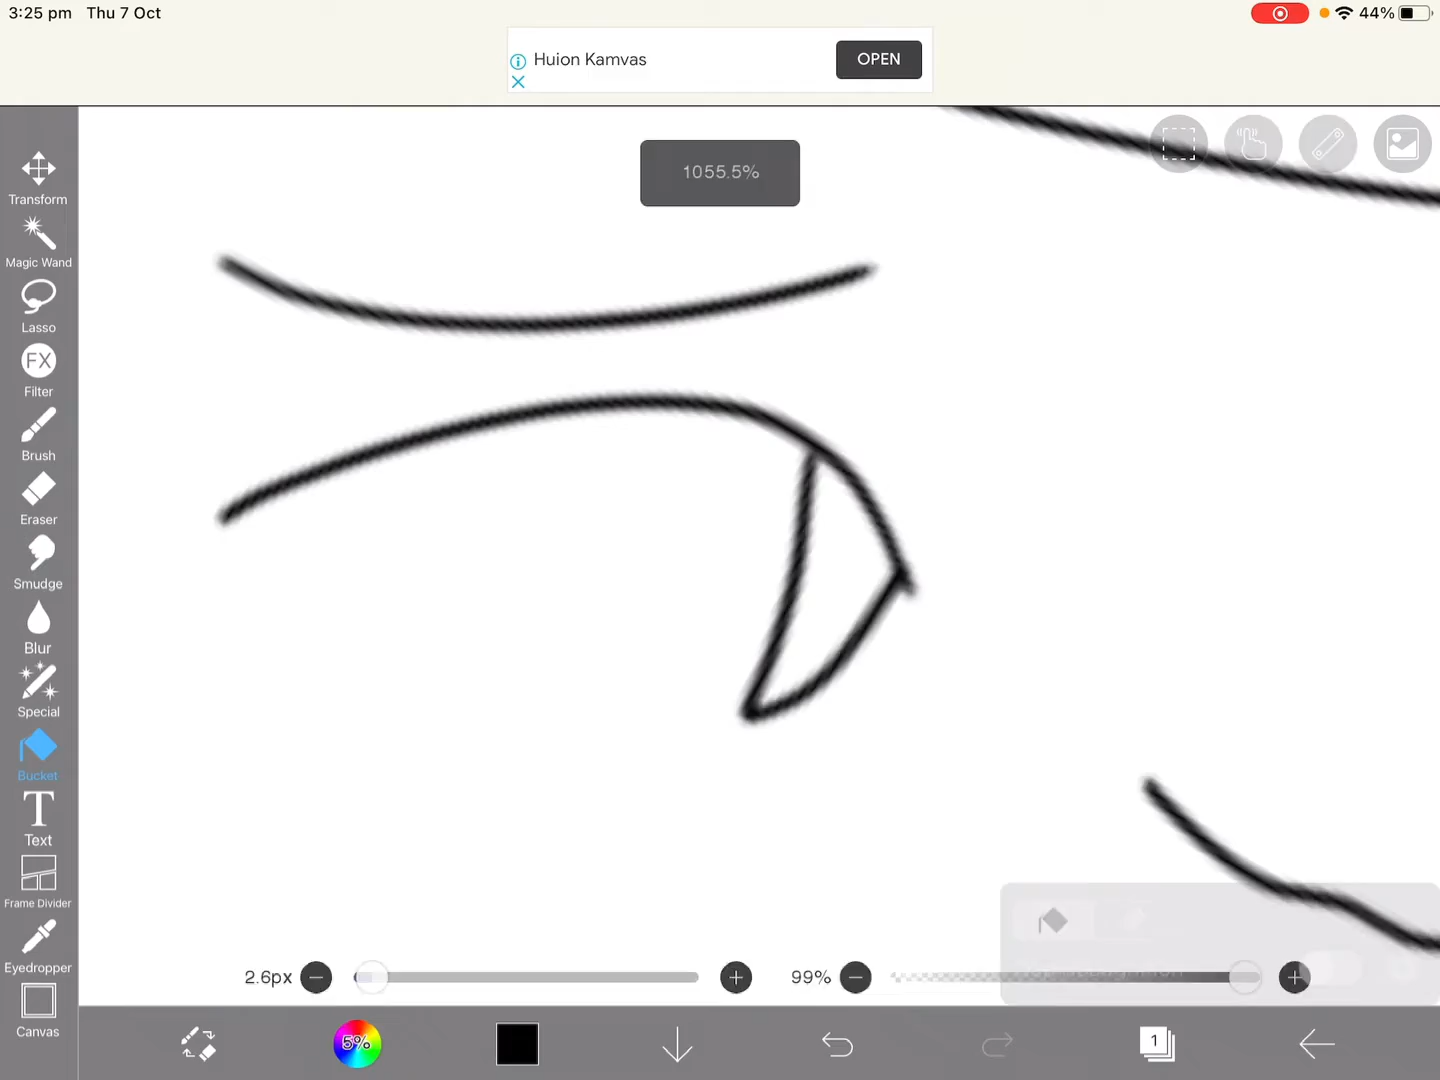 3:25 pm Thu 7 Oct
44%
Huion Kamvas
OPEN
1055.5%
Transform
Magic Wand
Lasso
FX
Filter
Brush
Eraser
Smudge
Blur
Special
Bucket
T
Text
Frame Divider
Eyedropper
Canvas
2.6px
99%
5%
1